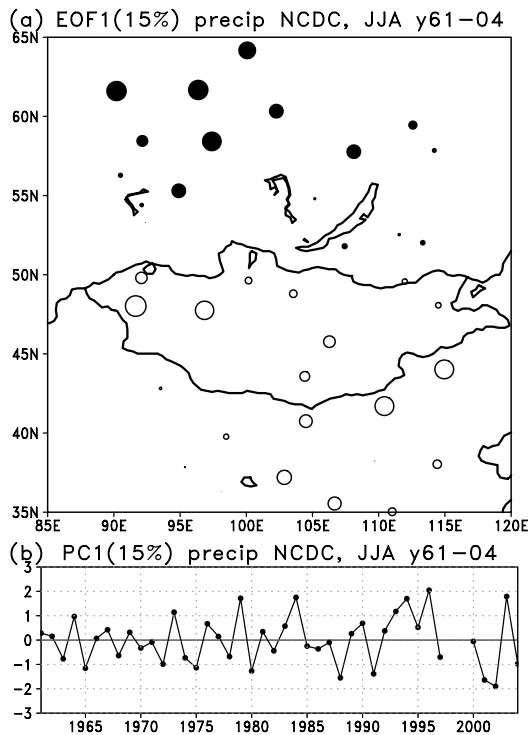 (a) EOF1(15%) precip NCDC, JJA y61-04
65N
60N
55N
50N
45N
40N
35N
85E 90E 95E 100E 105E 110E 115E 120E
(b) PC1(15%) precip NCDC, JJA y61-04
3
2
1
0
-1
-2
-3
1965 1970 1975 1980 1985 1990 1995 2000